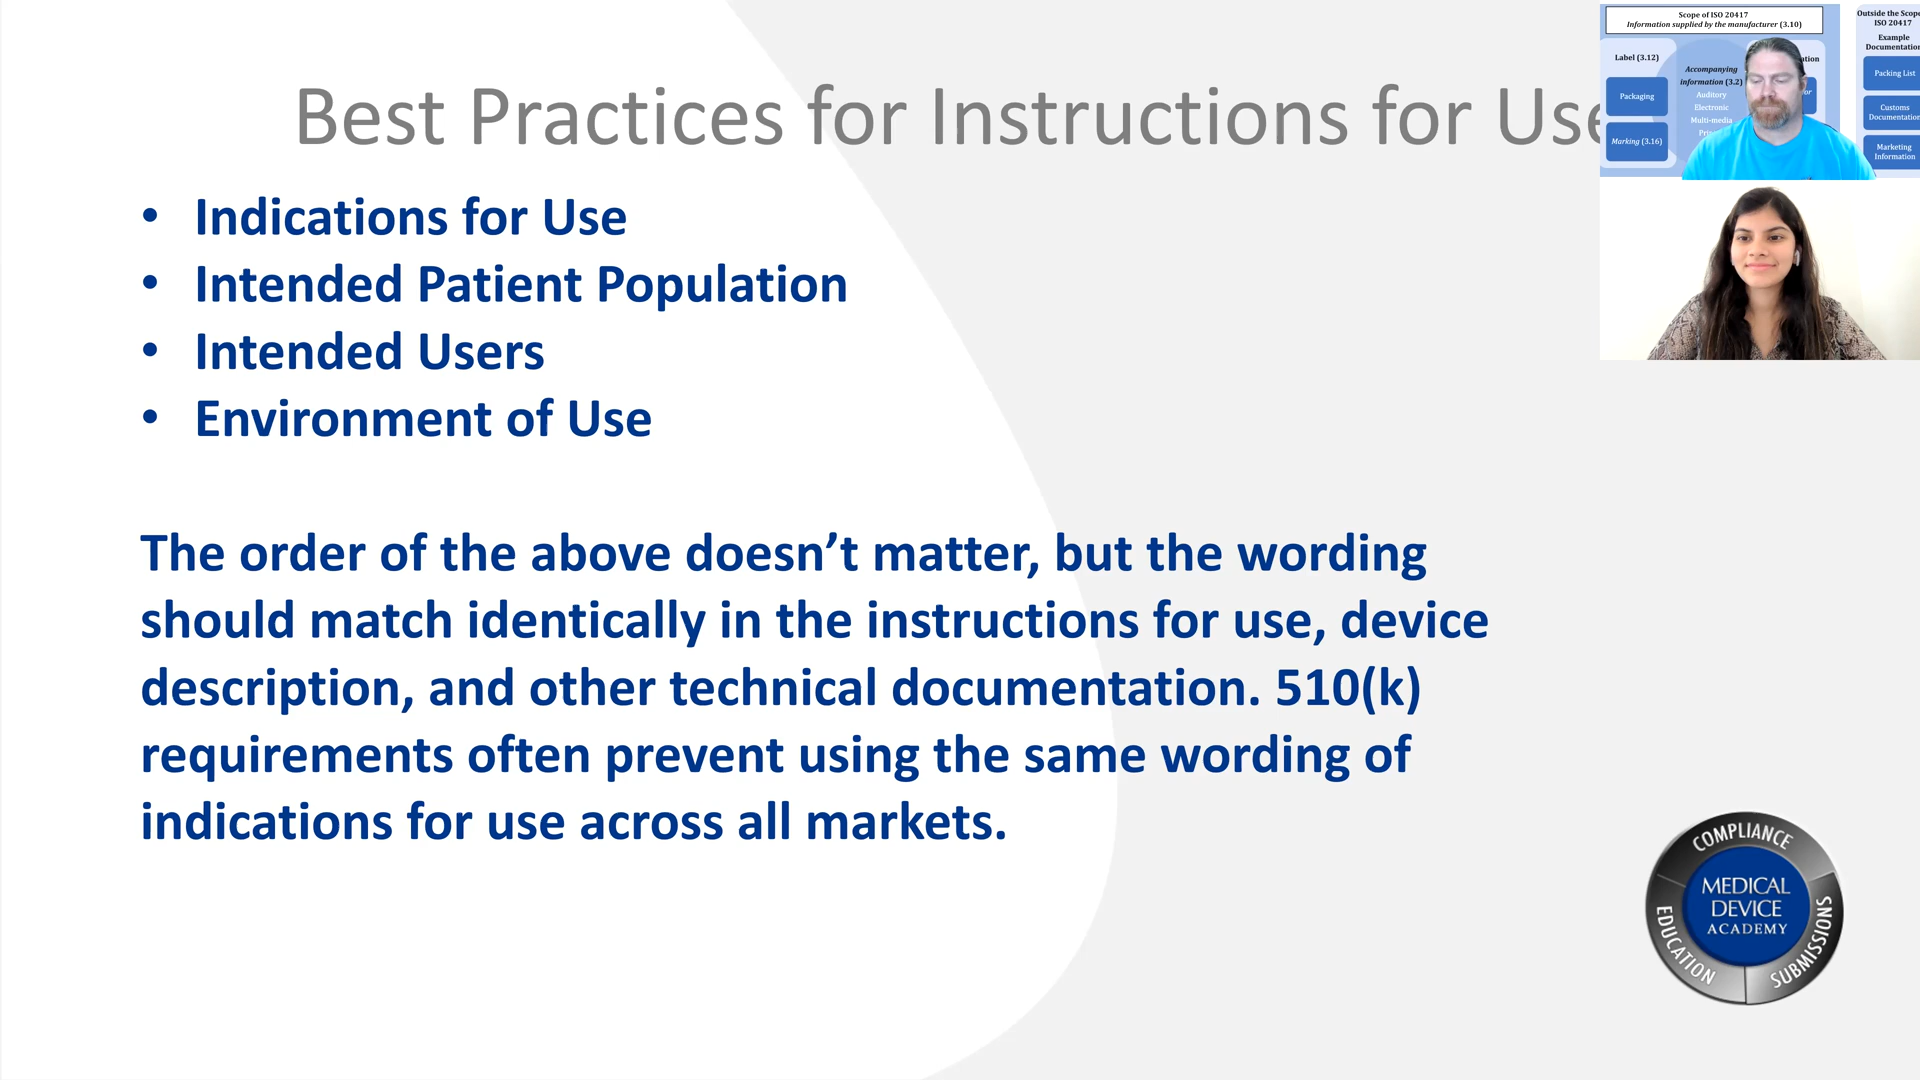 Best Practices for Instructions for Use
• Indications for Use
• Intended Patient Population
• Intended Users
• Environment of Use
The order of the above doesn’t matter, but the wording
should match identically in the instructions for use, device
description, and other technical documentation. 510(k)
requirements often prevent using the same wording of
indications for use across all markets.
Scope of ISO 20417
Information supplied by the manufacturer (3.10)
Label (3.12)
Packaging
Marking (3.16)
Accompanying
information (3.2)
Auditory
Electronic
Multi-media
Outside the Scope
ISO 20417
Example
Documentation
Packing List
Customs
Documentation
Marketing
Information
COMPLIANCE
EDUCATION
SUBMISSIONS
MEDICAL
DEVICE
ACADEMY